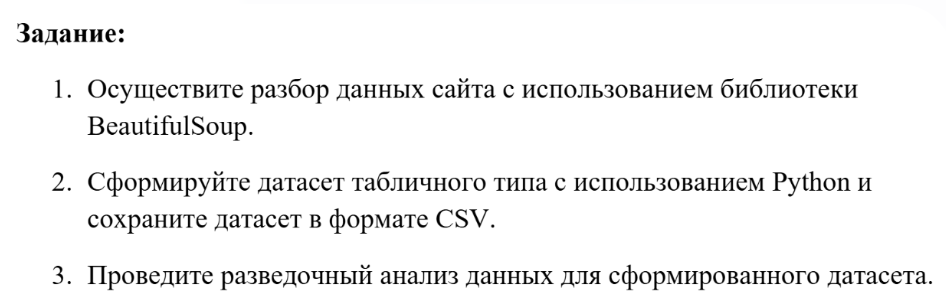 Задание:
1. Осуществите разбор данных сайта с использованием библиотеки
BeautifulSoup.
2. Сформируйте датасет табличного типа с использованием Python и
сохраните датасет в формате CSV.
3. Проведите разведочный анализ данных для сформированного датасета.